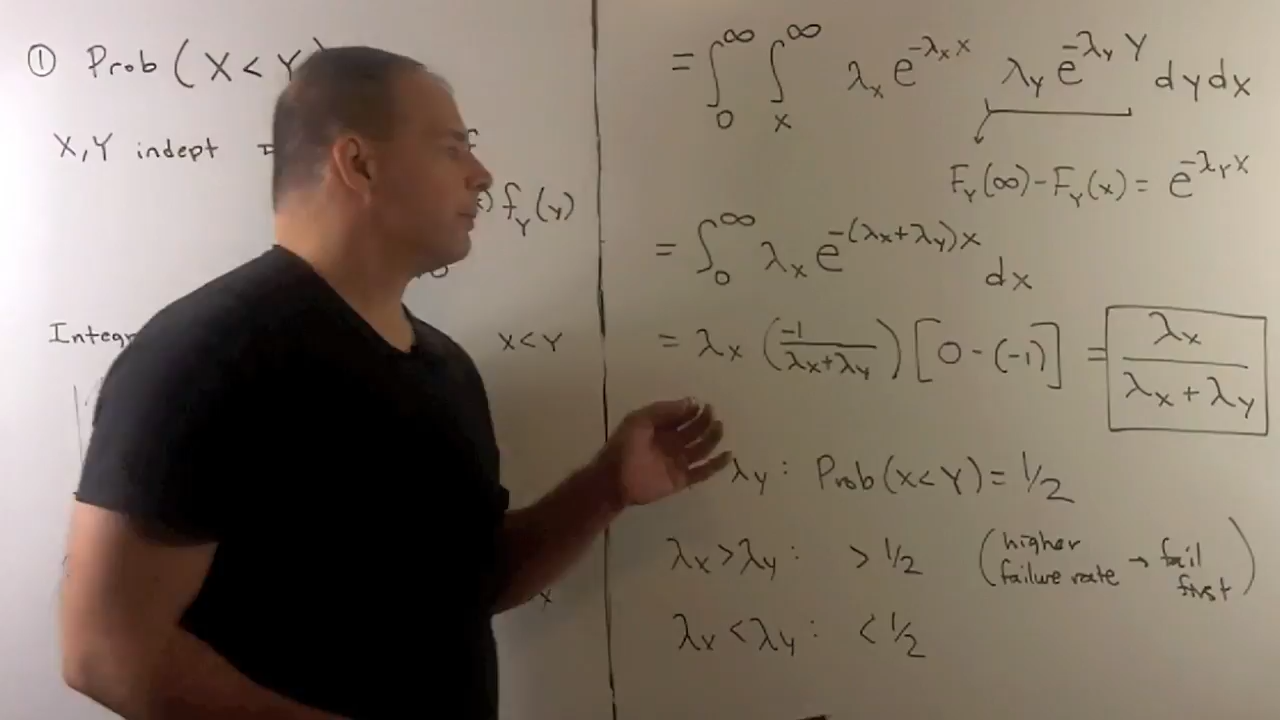 ① Prob ( X < Y )
X, Y indept =
f_Y(y)
X < Y
x
= ∫_0^∞ ∫_x^∞ λ_x e^{-λ_x x} λ_Y e^{-λ_Y Y} dy dx
F_Y(∞) - F_Y(x) = e^{-λ_Y x}
= ∫_0^∞ λ_x e^{-(λ_x + λ_Y) x} dx
= λ_x ( -1 / (λ_x + λ_Y) ) [ 0 - (-1) ] = λ_x / (λ_x + λ_Y)
λ_Y : Prob (X < Y) = 1/2
λ_x > λ_Y : > 1/2 ( higher failure rate → fail first )
λ_x < λ_Y : < 1/2